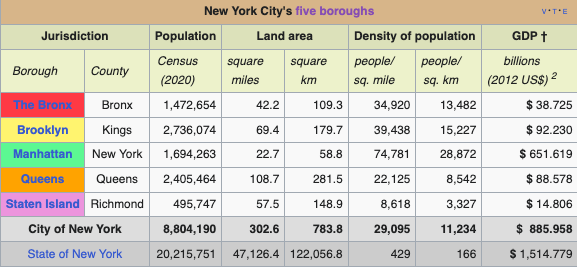 New York City's five boroughs V·T·E
Jurisdiction Population Land area Density of population GDP †
Borough County Census (2020) square miles square km people/ sq. mile people/ sq. km billions (2012 US$) 2
The Bronx Bronx 1,472,654 42.2 109.3 34,920 13,482 $ 38.725
Brooklyn Kings 2,736,074 69.4 179.7 39,438 15,227 $ 92.230
Manhattan New York 1,694,263 22.7 58.8 74,781 28,872 $ 651.619
Queens Queens 2,405,464 108.7 281.5 22,125 8,542 $ 88.578
Staten Island Richmond 495,747 57.5 148.9 8,618 3,327 $ 14.806
City of New York 8,804,190 302.6 783.8 29,095 11,234 $ 885.958
State of New York 20,215,751 47,126.4 122,056.8 429 166 $ 1,514.779